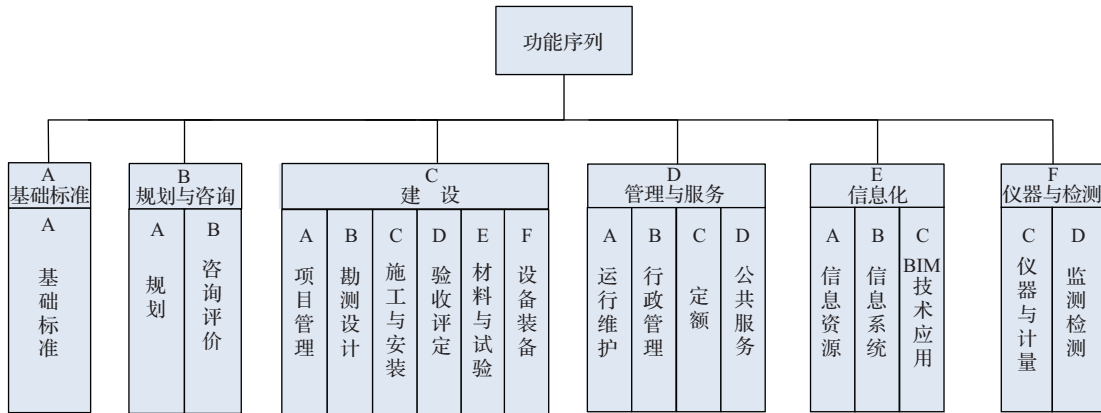 功能序列
A
基础标准
A
基础标准
B
规划与咨询
A
规划
B
咨询评价
C
建 设
A
项目管理
B
勘测设计
C
施工与安装
D
验收评定
E
材料与试验
F
设备装备
D
管理与服务
A
运行维护
B
行政管理
C
定额
D
公共服务
E
信息化
A
信息资源
B
信息系统
C
BIM技术应用
F
仪器与检测
C
仪器与计量
D
监测检测